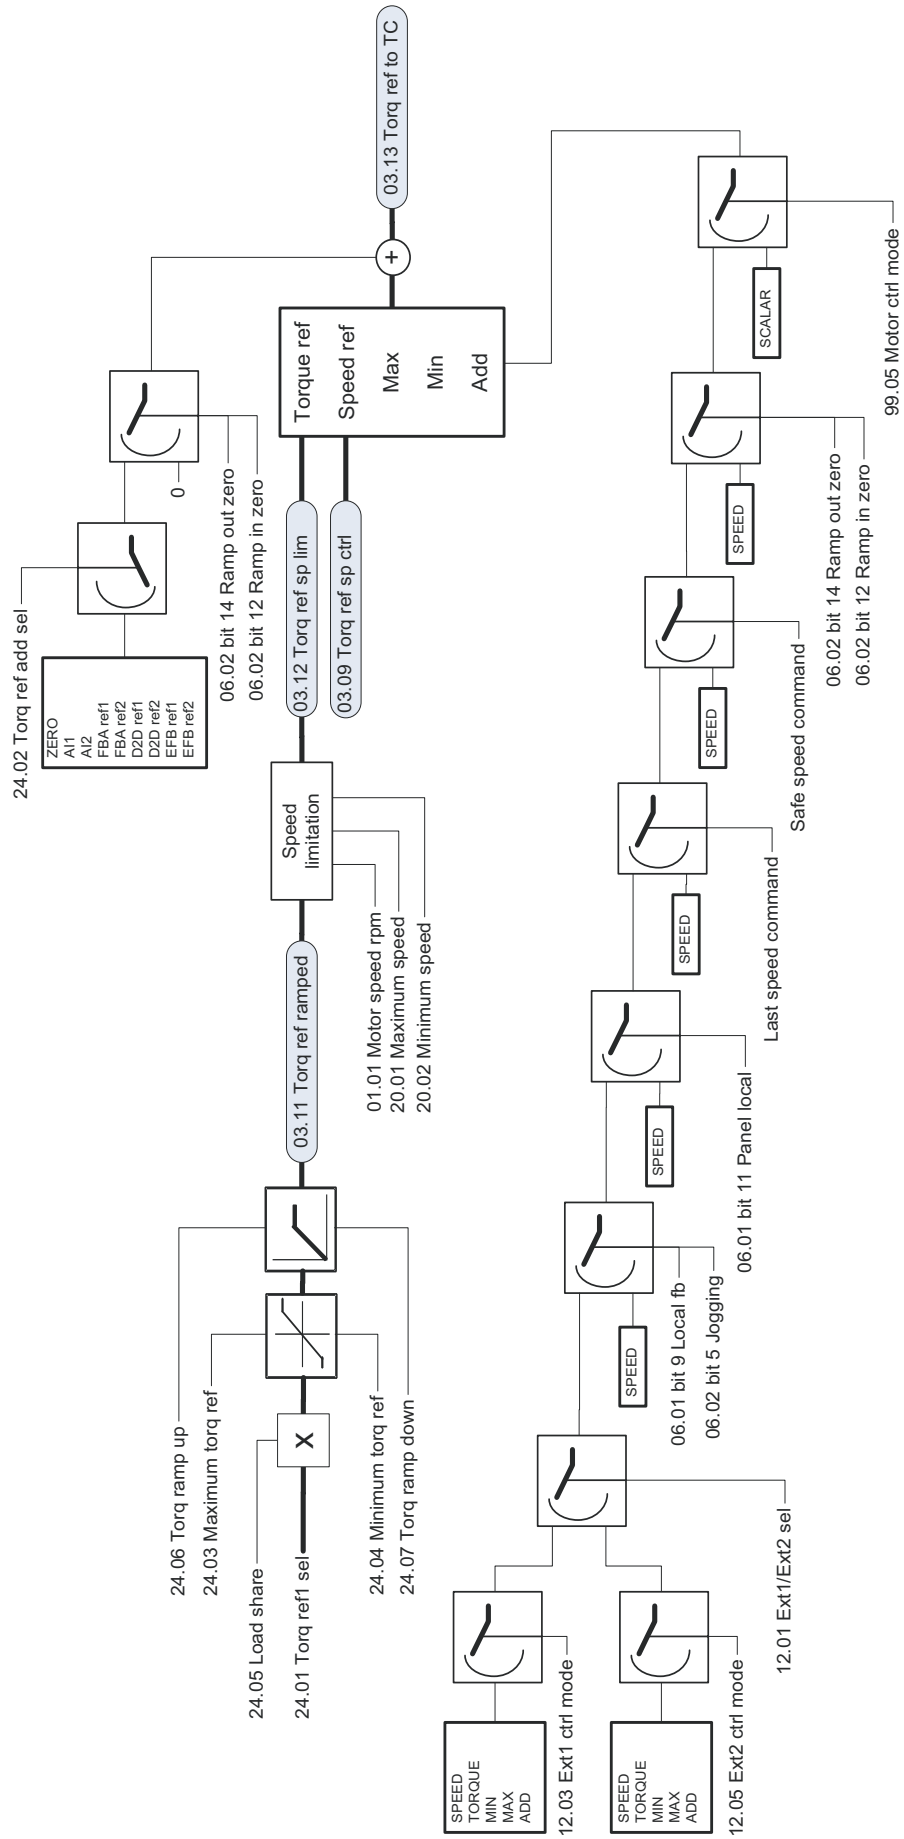 24.06 Torq ramp up
24.03 Maximum torq ref
24.05 Load share
24.01 Torq ref1 sel
X
24.04 Minimum torq ref
24.07 Torq ramp down
03.11 Torq ref ramped
Speed
limitation
01.01 Motor speed rpm
20.01 Maximum speed
20.02 Minimum speed
24.02 Torq ref add sel
ZERO
AI1
AI2
FBA ref1
FBA ref2
D2D ref1
D2D ref2
EFB ref1
EFB ref2
0
06.02 bit 14 Ramp out zero
06.02 bit 12 Ramp in zero
03.12 Torq ref sp lim
03.09 Torq ref sp ctrl
Torque ref
Speed ref
Max
Min
Add
+
03.13 Torq ref to TC
SPEED
TORQUE
MIN
MAX
ADD
12.03 Ext1 ctrl mode
SPEED
TORQUE
MIN
MAX
ADD
12.05 Ext2 ctrl mode
12.01 Ext1/Ext2 sel
SPEED
06.01 bit 9 Local fb
06.02 bit 5 Jogging
SPEED
06.01 bit 11 Panel local
SPEED
Last speed command
SPEED
Safe speed command
SPEED
06.02 bit 14 Ramp out zero
06.02 bit 12 Ramp in zero
SCALAR
99.05 Motor ctrl mode